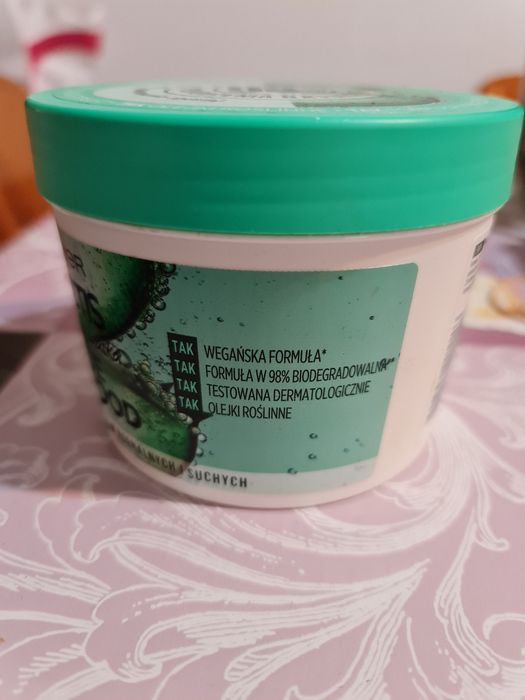 TAK WEGAŃSKA FORMUŁA*
TAK FORMUŁA W 98% BIODEGRADOWALNA**
TAK TESTOWANA DERMATOLOGICZNIE
TAK OLEJKI ROŚLINNE
SUCHYCH